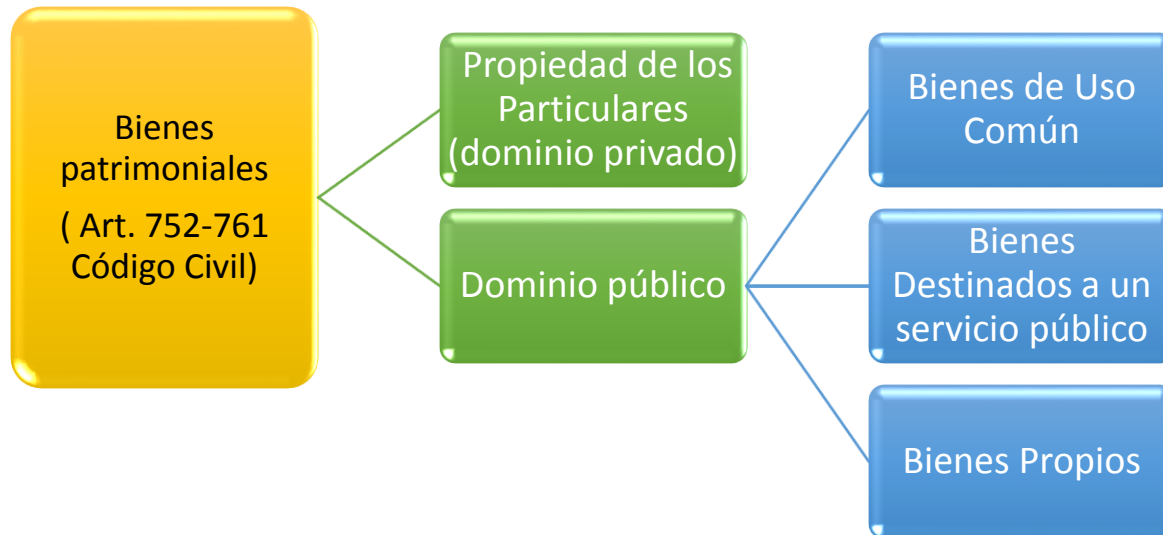 Bienes
patrimoniales
( Art. 752-761
Código Civil)
Propiedad de los
Particulares
(dominio privado)
Dominio público
Bienes de Uso
Común
Bienes
Destinados a un
servicio público
Bienes Propios